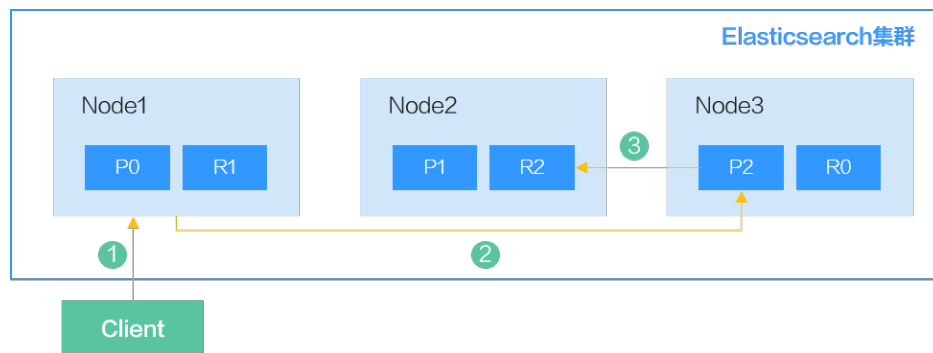 Elasticsearch集群
Node1
Node2
Node3
P0
R1
P1
R2
3
P2
R0
1
2
Client